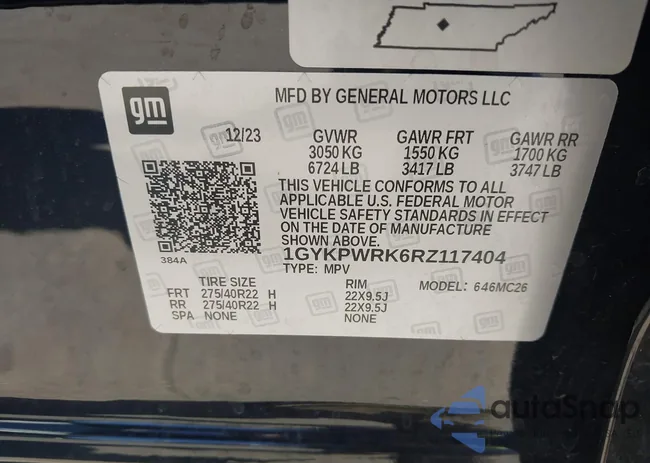 gm
MFD BY GENERAL MOTORS LLC
12/23 GVWR GAWR FRT GAWR RR
3050 KG 1550 KG 1700 KG
6724 LB 3417 LB 3747 LB
THIS VEHICLE CONFORMS TO ALL
APPLICABLE U.S. FEDERAL MOTOR
VEHICLE SAFETY STANDARDS IN EFFECT
ON THE DATE OF MANUFACTURE
SHOWN ABOVE.
384A
1GYKPWRK6RZ117404
TYPE: MPV
MODEL: 646MC26
TIRE SIZE RIM
FRT 275/40R22 H 22X9.5J
RR 275/40R22 H 22X9.5J
SPA NONE NONE
autoSnap